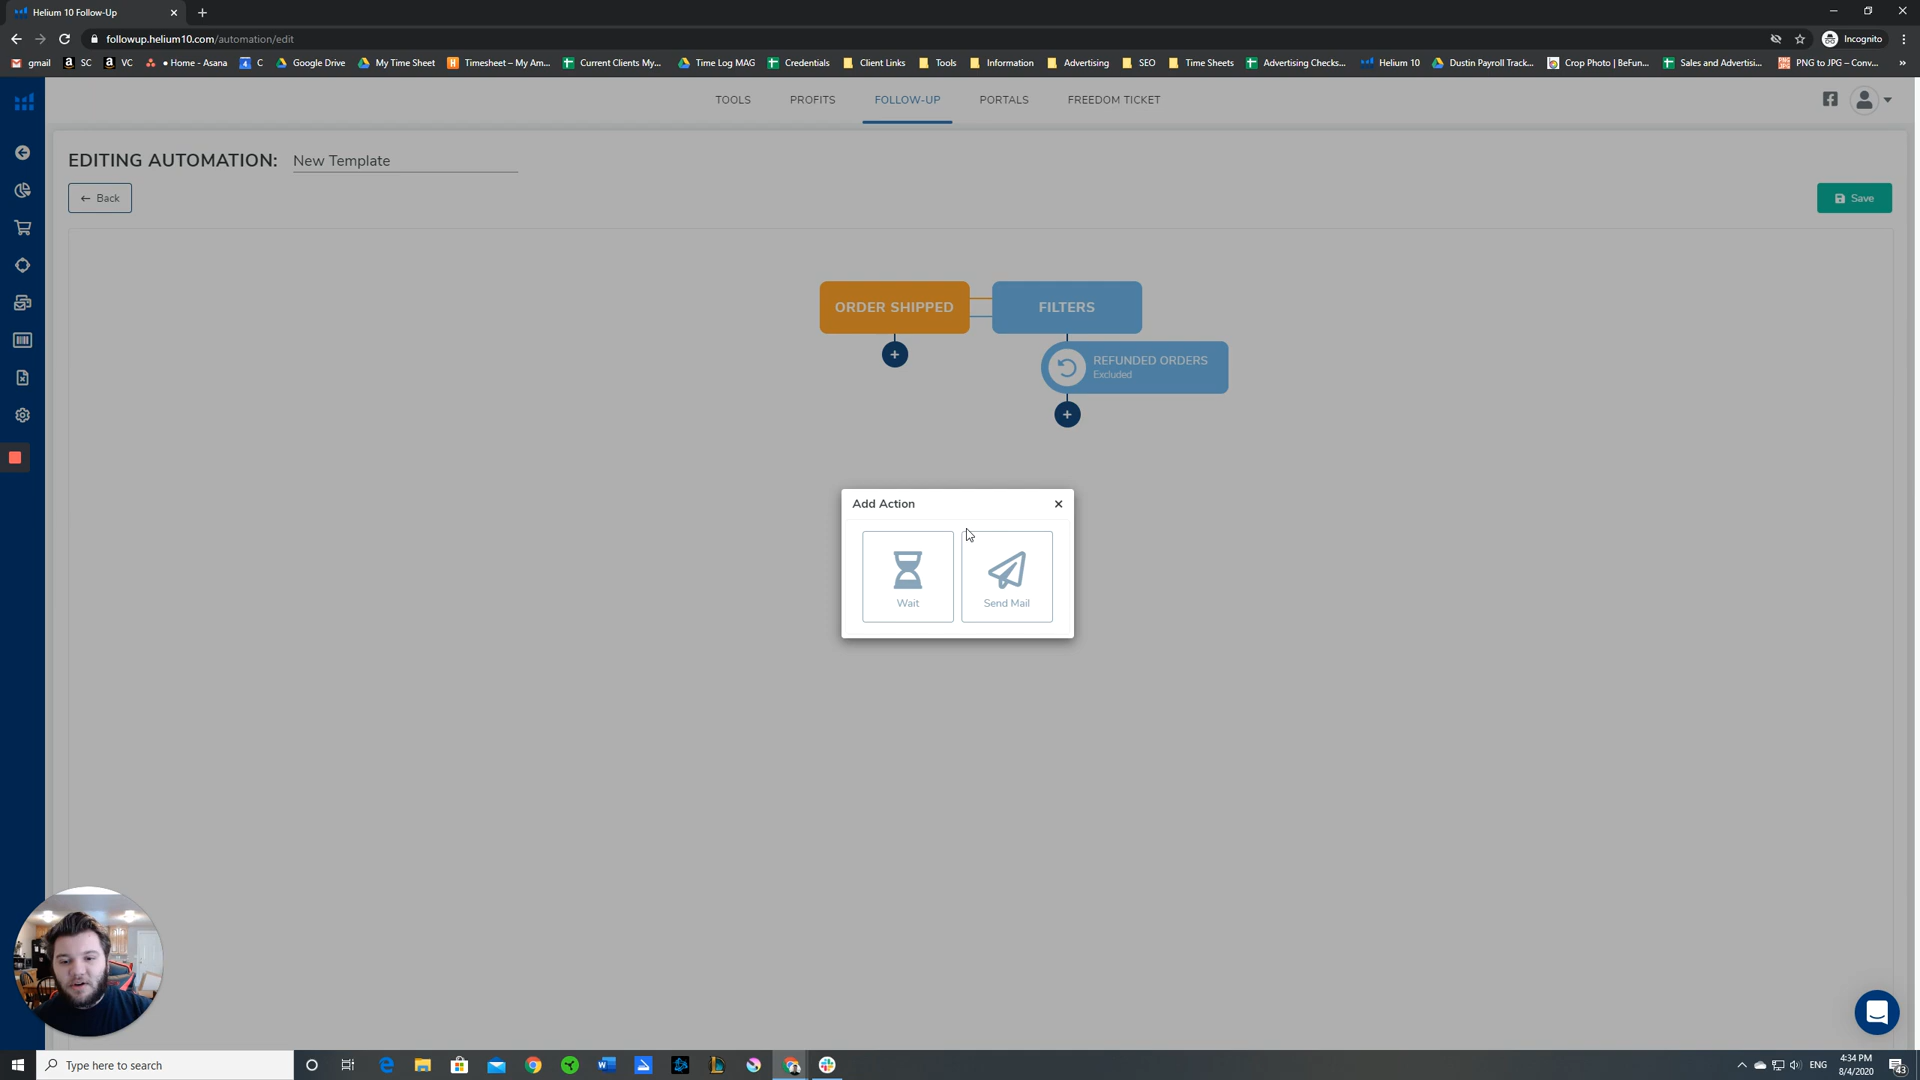 Helium 10 Follow-Up
followup.helium10.com/automation/edit
Incognito
gmail
SC
VC
• Home - Asana
C
Google Drive
My Time Sheet
Timesheet – My Am...
Current Clients My...
Time Log MAG
Credentials
Client Links
Tools
Information
Advertising
SEO
Time Sheets
Advertising Checks...
Helium 10
Dustin Payroll Track...
Crop Photo | BeFun...
Sales and Advertisi...
PNG to JPG – Conv...
»
TOOLS
PROFITS
FOLLOW-UP
PORTALS
FREEDOM TICKET
EDITING AUTOMATION: New Template
← Back
Save
ORDER SHIPPED
FILTERS
REFUNDED ORDERS
Excluded
Add Action
Wait
Send Mail
Type here to search
ENG
4:34 PM
8/4/2020
43